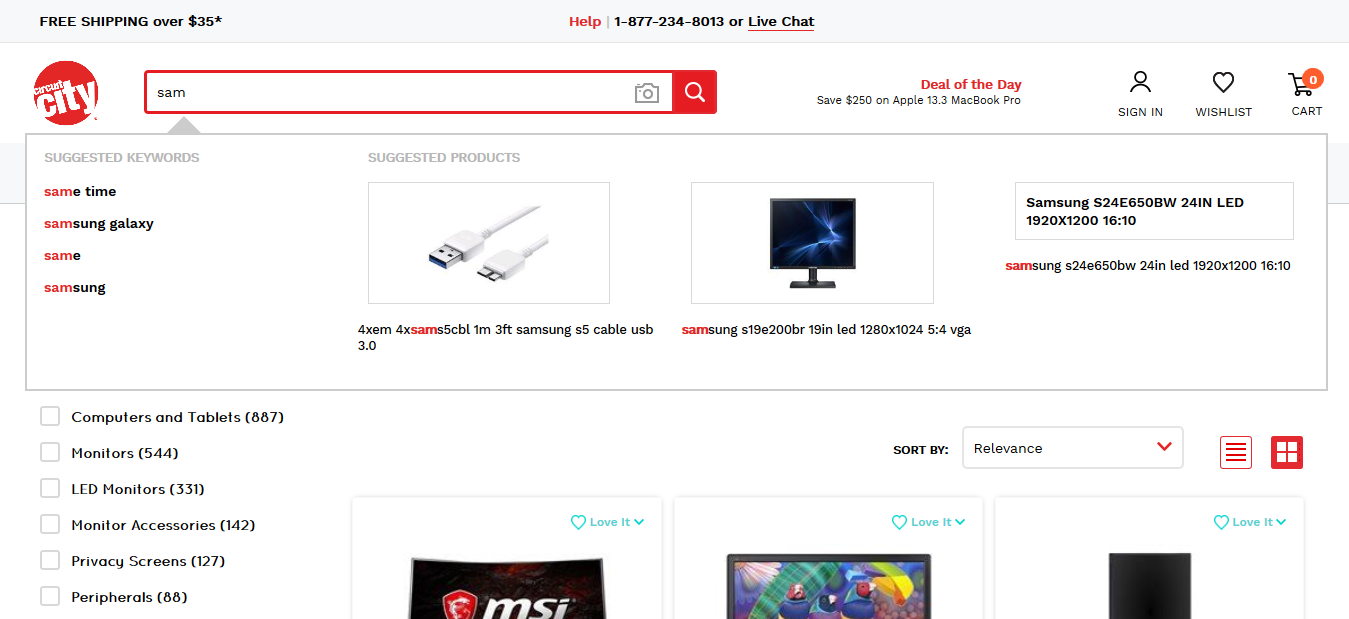 FREE SHIPPING over $35*
Help | 1-877-234-8013 or Live Chat
circuit city
sam
Deal of the Day
Save $250 on Apple 13.3 MacBook Pro
SIGN IN
WISHLIST
0
CART
SUGGESTED KEYWORDS
same time
samsung galaxy
same
samsung
SUGGESTED PRODUCTS
4xem 4xsams5cbl 1m 3ft samsung s5 cable usb
3.0
samsung s19e200br 19in led 1280x1024 5:4 vga
Samsung S24E650BW 24IN LED
1920X1200 16:10
samsung s24e650bw 24in led 1920x1200 16:10
Computers and Tablets (887)
Monitors (544)
LED Monitors (331)
Monitor Accessories (142)
Privacy Screens (127)
Peripherals (88)
SORT BY:
Relevance
Love It
Love It
Love It
msi